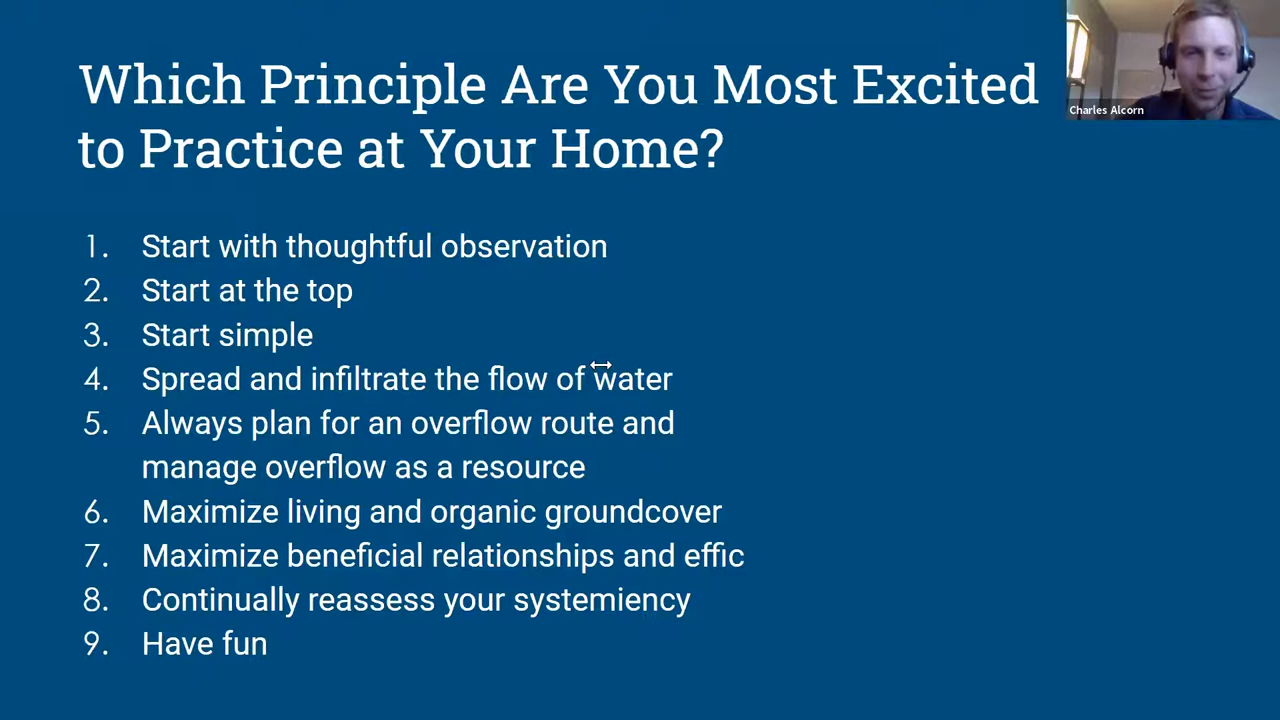 Which Principle Are You Most Excited
to Practice at Your Home?
Charles Alcorn
1. Start with thoughtful observation
2. Start at the top
3. Start simple
4. Spread and infiltrate the flow of water
5. Always plan for an overflow route and
manage overflow as a resource
6. Maximize living and organic groundcover
7. Maximize beneficial relationships and effic
8. Continually reassess your systemiency
9. Have fun